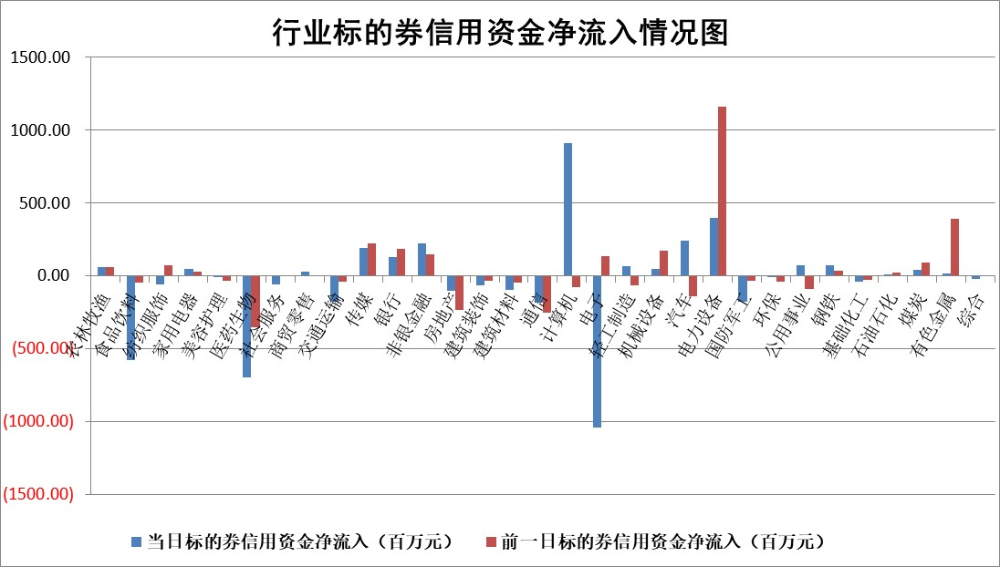 行业标的券信用资金净流入情况图
1500.00
1000.00
500.00
0.00
(500.00)
(1000.00)
(1500.00)
农林牧渔
食品饮料
纺织服饰
家用电器
美容护理
医药生物
社会服务
商贸零售
交通运输
传媒
银行
非银金融
房地产
建筑装饰
建筑材料
通信
计算机
电子
轻工制造
机械设备
汽车
电力设备
国防军工
环保
公用事业
钢铁
基础化工
石油石化
煤炭
有色金属
综合
当日标的券信用资金净流入（百万元）
前一日标的券信用资金净流入（百万元）